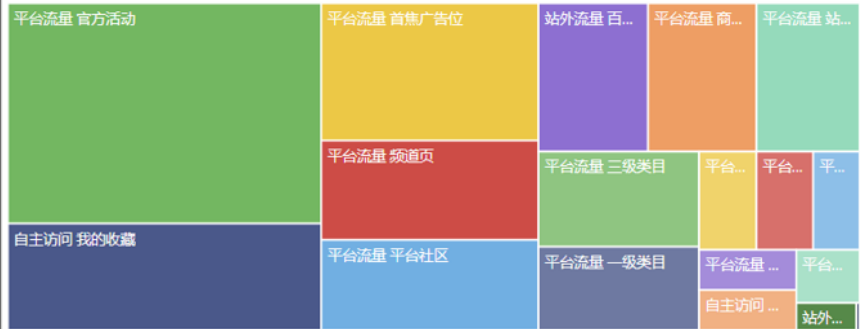 平台流量 官方活动
平台流量 首焦广告位
站外流量 百...
平台流量 商...
平台流量 站...
平台流量 频道页
平台流量 三级类目
平台...
平台...
平...
自主访问 我的收藏
平台流量 平台社区
平台流量 一级类目
平台流量 ...
平台...
自主访问 ...
站外...